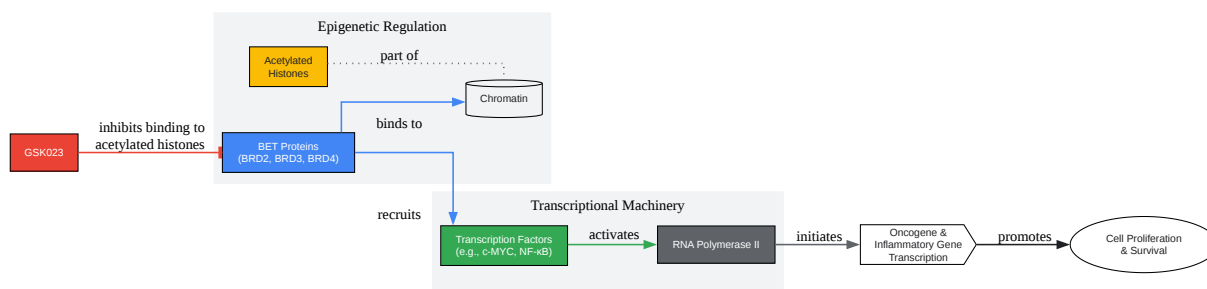 Epigenetic Regulation
Acetylated
Histones
part of
Chromatin
binds to
GSK023
inhibits binding to
acetylated histones
BET Proteins
(BRD2, BRD3, BRD4)
recruits
Transcriptional Machinery
Transcription Factors
(e.g., c-MYC, NF-κB)
activates
RNA Polymerase II
initiates
Oncogene &
Inflammatory Gene
Transcription
promotes
Cell Proliferation
& Survival